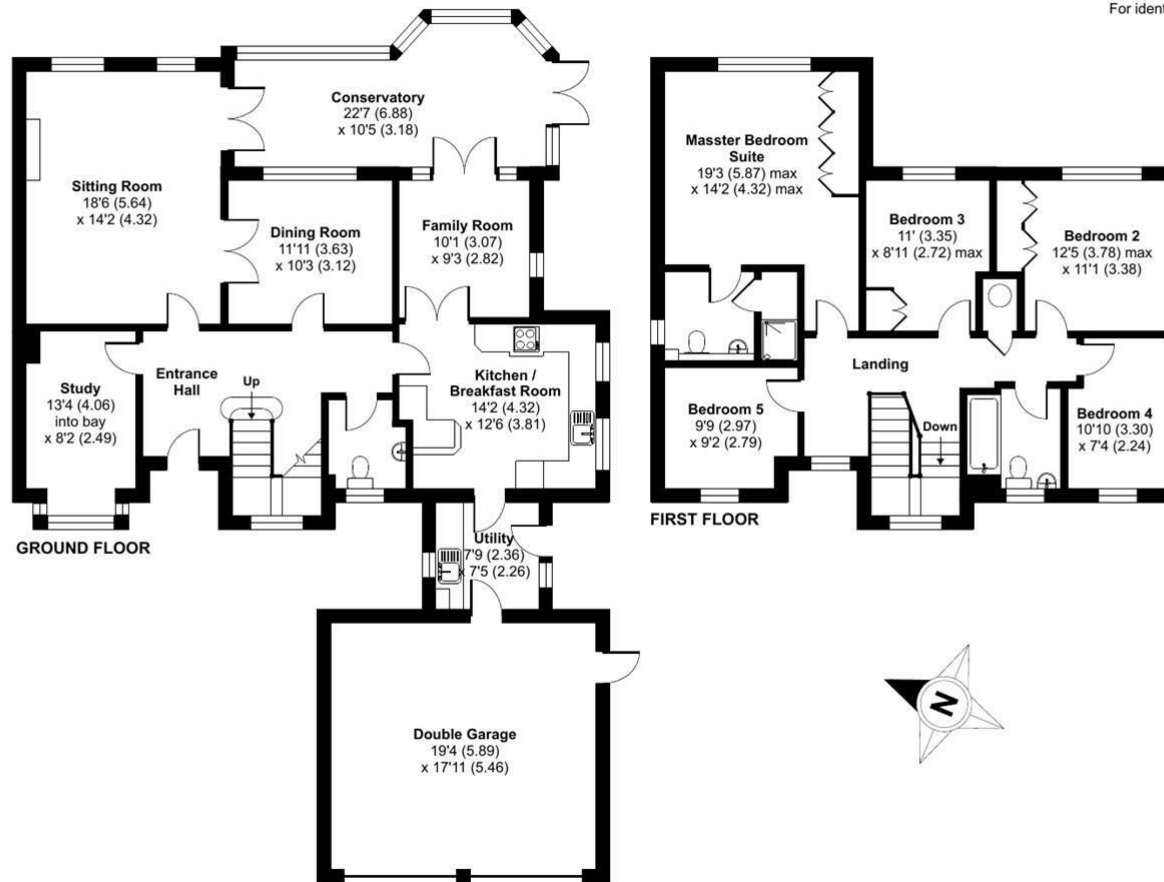 For ident
Conservatory
22'7 (6.88)
x 10'5 (3.18)
Sitting Room
18'6 (5.64)
x 14'2 (4.32)
Dining Room
11'11 (3.63)
x 10'3 (3.12)
Family Room
10'1 (3.07)
x 9'3 (2.82)
Study
13'4 (4.06)
into bay
x 8'2 (2.49)
Entrance
Hall
Up
Kitchen /
Breakfast Room
14'2 (4.32)
x 12'6 (3.81)
Utility
7'9 (2.36)
x 7'5 (2.26)
GROUND FLOOR
Double Garage
19'4 (5.89)
x 17'11 (5.46)
Masster Bedroom
Suite
19'3 (5.87) max
x 14'2 (4.32) max
Bedroom 3
11' (3.35)
x 8'11 (2.72) max
Bedroom 2
12'5 (3.78) max
x 11'1 (3.38)
Landing
Bedroom 5
9'9 (2.97)
x 9'2 (2.79)
Down
Bedroom 4
10'10 (3.30)
x 7'4 (2.24)
FIRST FLOOR
N